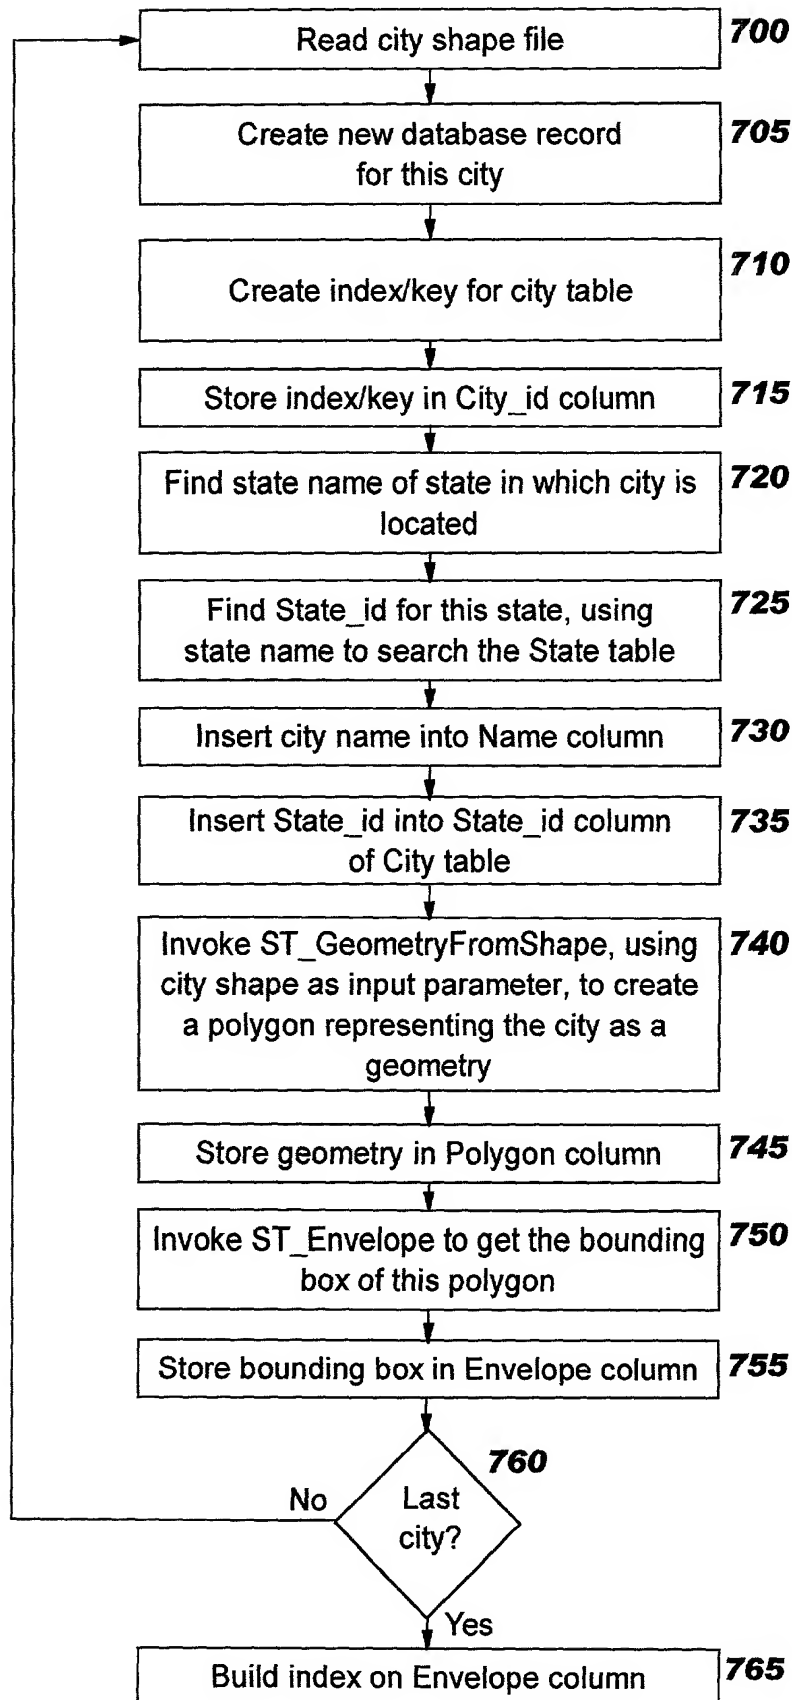 Read city shape file
700
Create new database record
for this city
705
Create index/key for city table
710
Store index/key in City_id column
715
Find state name of state in which city is
located
720
Find State_id for this state, using
state name to search the State table
725
Insert city name into Name column
730
Insert State_id into State_id column
of City table
735
Invoke ST_GeometryFromShape, using
city shape as input parameter, to create
a polygon representing the city as a
geometry
740
Store geometry in Polygon column
745
Invoke ST_Envelope to get the bounding
box of this polygon
750
Store bounding box in Envelope column
755
760
No
Last
city?
Yes
Build index on Envelope column
765